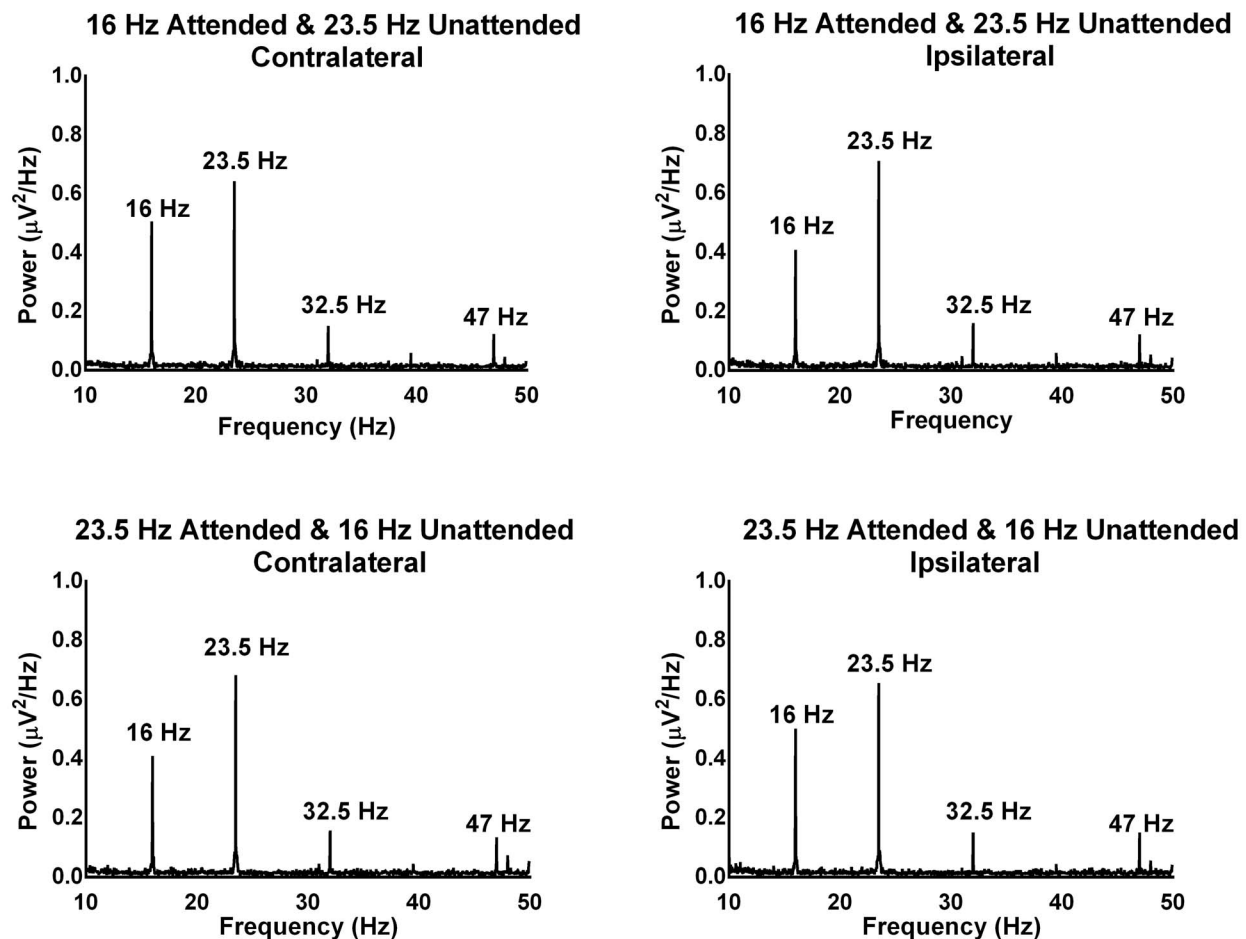 16 Hz Attended & 23.5 Hz Unattended
Contralateral
Power (μV²/Hz)
1.0
0.8
0.6
0.4
0.2
0.0
16 Hz
23.5 Hz
32.5 Hz
47 Hz
10 20 30 40 50
Frequency (Hz)
16 Hz Attended & 23.5 Hz Unattended
Ipsilateral
Power (μV²/Hz)
1.0
0.8
0.6
0.4
0.2
0.0
16 Hz
23.5 Hz
32.5 Hz
47 Hz
10 20 30 40 50
Frequency
23.5 Hz Attended & 16 Hz Unattended
Contralateral
Power (μV²/Hz)
1.0
0.8
0.6
0.4
0.2
0.0
16 Hz
23.5 Hz
32.5 Hz
47 Hz
10 20 30 40 50
Frequency (Hz)
23.5 Hz Attended & 16 Hz Unattended
Ipsilateral
Power (μV²/Hz)
1.0
0.8
0.6
0.4
0.2
0.0
16 Hz
23.5 Hz
32.5 Hz
47 Hz
10 20 30 40 50
Frequency (Hz)